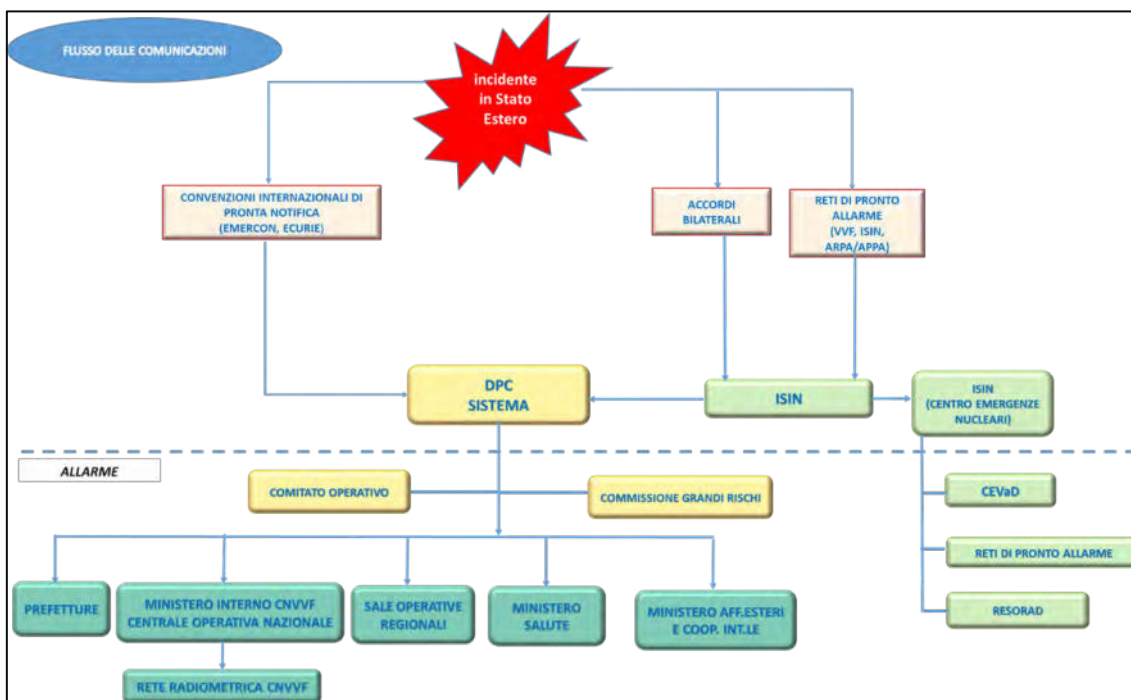 FLUSSO DELLE COMUNICAZIONI
incidente
in Stato
Estero
CONVENZIONI INTERNAZIONALI DI
PRONTA NOTIFICA
(EMERCON, ECURIE)
ACCORDI
BILATERALI
RETI DI PRONTO
ALLARME
(VVF, ISIN,
ARPA/APPA)
DPC
SISTEMA
ISIN
ISIN
(CENTRO EMERGENZE
NUCLEARI)
ALLARME
COMITATO OPERATIVO
COMMISSIONE GRANDI RISCHI
CEVaD
RETI DI PRONTO ALLARME
RESORAD
PREFETTURE
MINISTERO INTERNO CNVVF
CENTRALE OPERATIVA NAZIONALE
SALE OPERATIVE
REGIONALI
MINISTERO
SALUTE
MINISTERO AFF.ESTERI
E COOP. INT.LE
RETE RADIOMETRICA CNVVF